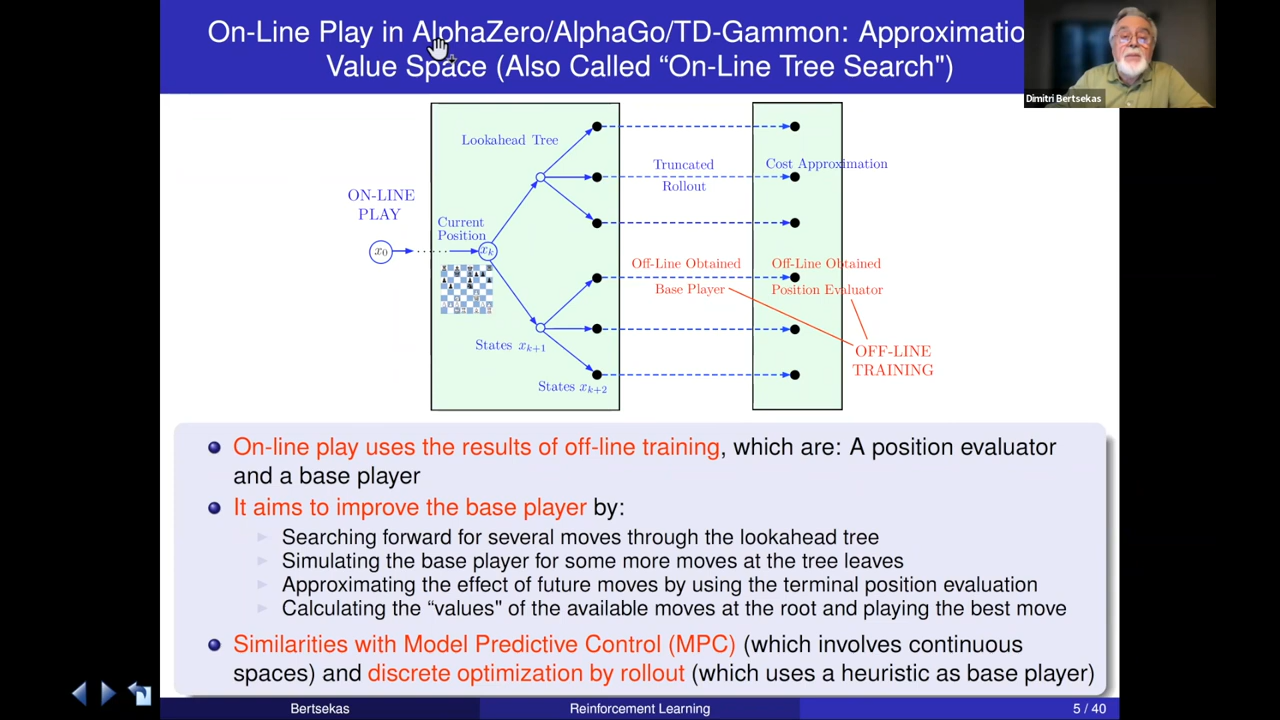 On-Line Play in AlphaZero/AlphaGo/TD-Gammon: Approximatio
Value Space (Also Called “On-Line Tree Search")
Dimitri Bertsekas
Lookahead Tree
Truncated
Rollout
Cost Approximation
ON-LINE
PLAY
Current
Position
x0
xk
Off-Line Obtained
Base Player
Off-Line Obtained
Position Evaluator
States xk+1
OFF-LINE
TRAINING
States xk+2
On-line play uses the results of off-line training, which are: A position evaluator
and a base player
It aims to improve the base player by:
Searching forward for several moves through the lookahead tree
Simulating the base player for some more moves at the tree leaves
Approximating the effect of future moves by using the terminal position evaluation
Calculating the “values" of the available moves at the root and playing the best move
Similarities with Model Predictive Control (MPC) (which involves continuous
spaces) and discrete optimization by rollout (which uses a heuristic as base player)
Bertsekas
Reinforcement Learning
5 / 40